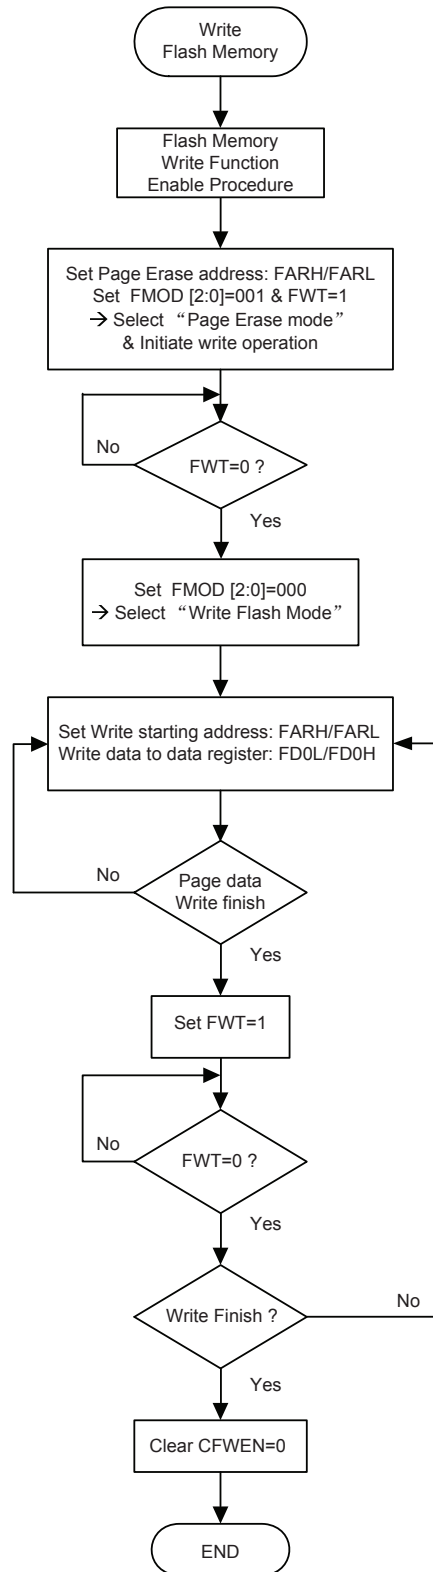 Write
Flash Memory
Flash Memory
Write Function
Enable Procedure
Set Page Erase address: FARH/FARL
Set FMOD [2:0]=001 & FWT=1
→ Select “Page Erase mode”
& Initiate write operation
No
FWT=0 ?
Yes
Set FMOD [2:0]=000
→ Select “Write Flash Mode”
Set Write starting address: FARH/FARL
Write data to data register: FD0L/FD0H
No
Page data
Write finish
Yes
Set FWT=1
No
FWT=0 ?
Yes
Write Finish ?
No
Yes
Clear CFWEN=0
END